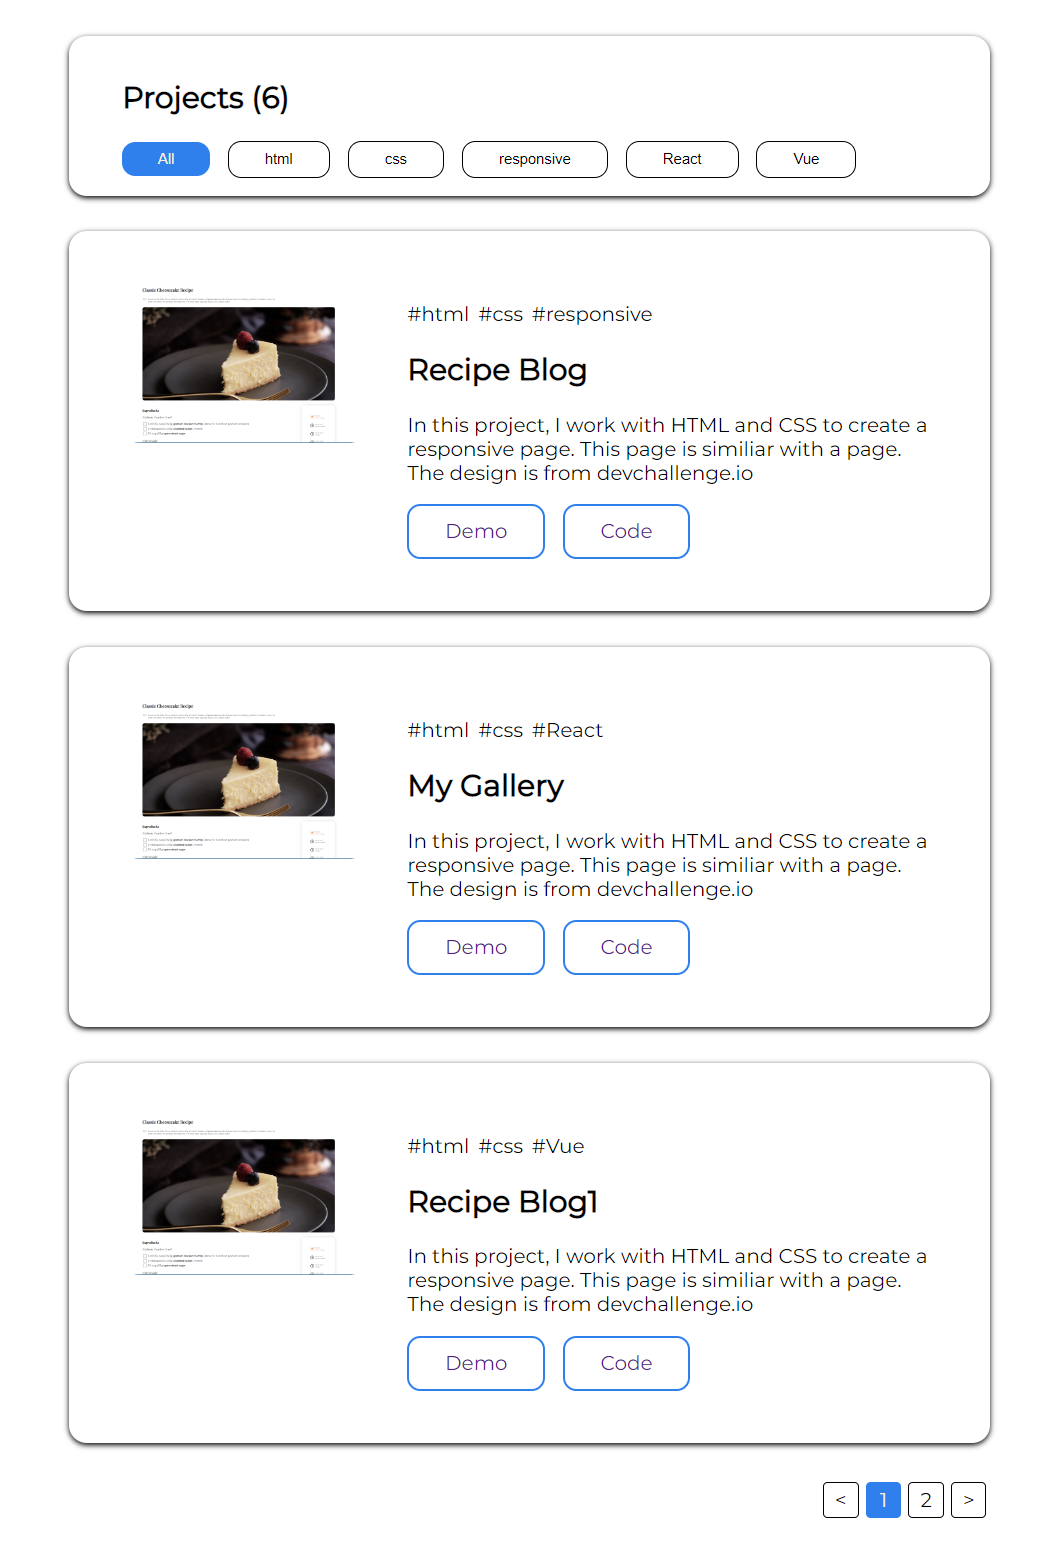 Projects (6)
All html css responsive React Vue
Classic Cheesecake Recipe
#html #css #responsive
Recipe Blog
Ingredients
In this project, I work with HTML and CSS to create a
responsive page. This page is similiar with a page.
The design is from devchallenge.io
Demo Code
Classic Cheesecake Recipe
#html #css #React
My Gallery
Ingredients
In this project, I work with HTML and CSS to create a
responsive page. This page is similiar with a page.
The design is from devchallenge.io
Demo Code
Classic Cheesecake Recipe
#html #css #Vue
Recipe Blog1
Ingredients
In this project, I work with HTML and CSS to create a
responsive page. This page is similiar with a page.
The design is from devchallenge.io
Demo Code
< 1 2 >